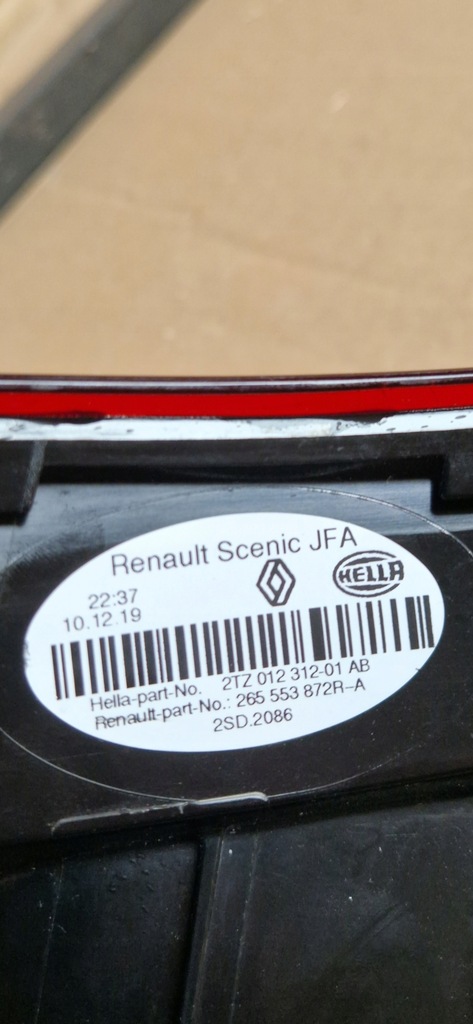 Renault Scenic JFA
HELLA
22:37
10.12.19
Hella-part-No. 2TZ 012 312-01 AB
Renault-part-No.: 265 553 872R-A
2SD.2086